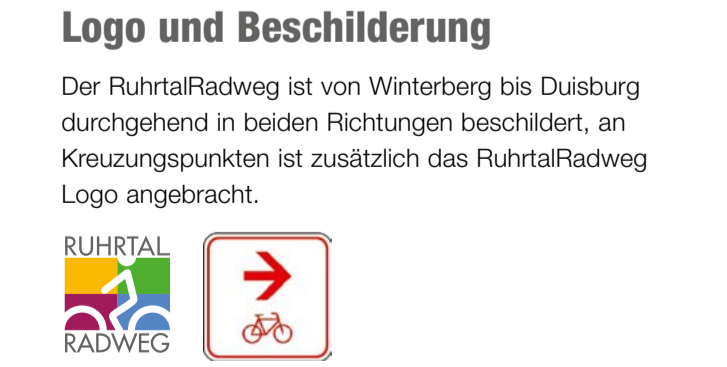 Logo und Beschilderung
Der RuhrtalRadweg ist von Winterberg bis Duisburg
durchgehend in beiden Richtungen beschildert, an
Kreuzungspunkten ist zusätzlich das RuhrtalRadweg
Logo angebracht.
RUHRTAL
RADWEG